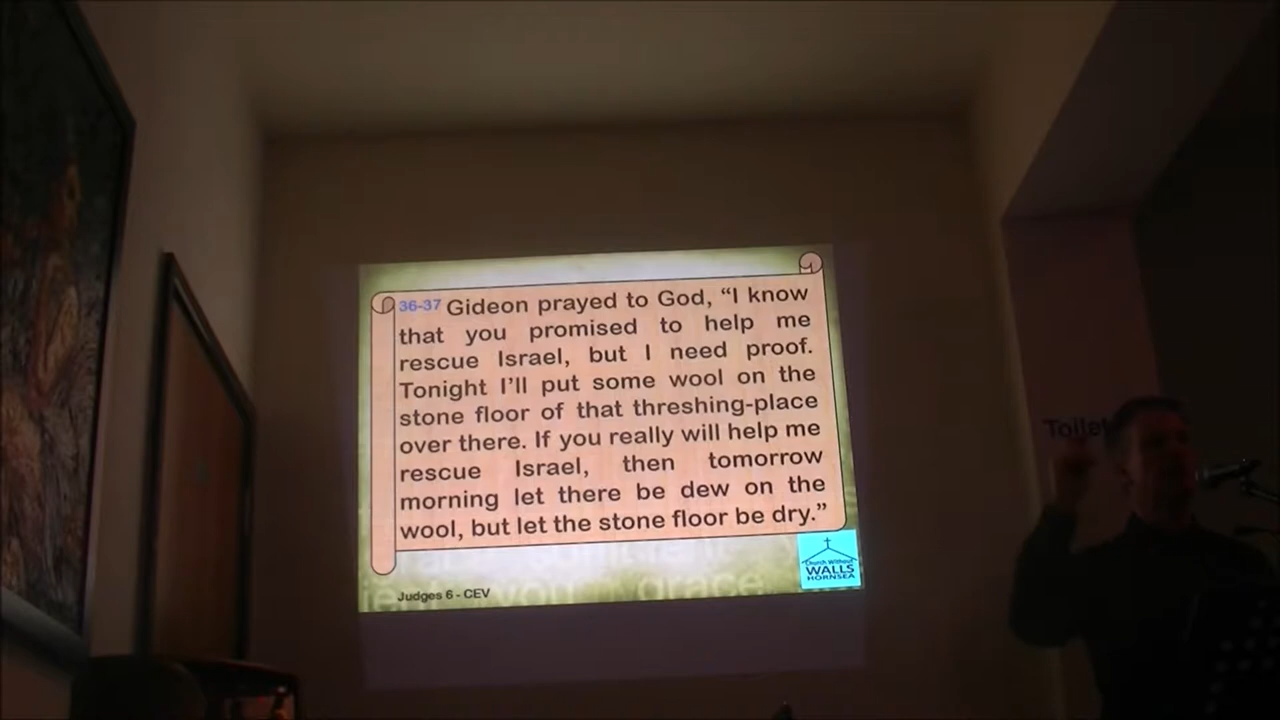 36-37 Gideon prayed to God, “I know
that you promised to help me
rescue Israel, but I need proof.
Tonight I’ll put some wool on the
stone floor of that threshing-place
over there. If you really will help me
rescue Israel, then tomorrow
morning let there be dew on the
wool, but let the stone floor be dry.”
Church Without
WALLS
HORNSEA
you grace
Judges 6 - CEV
Toilet